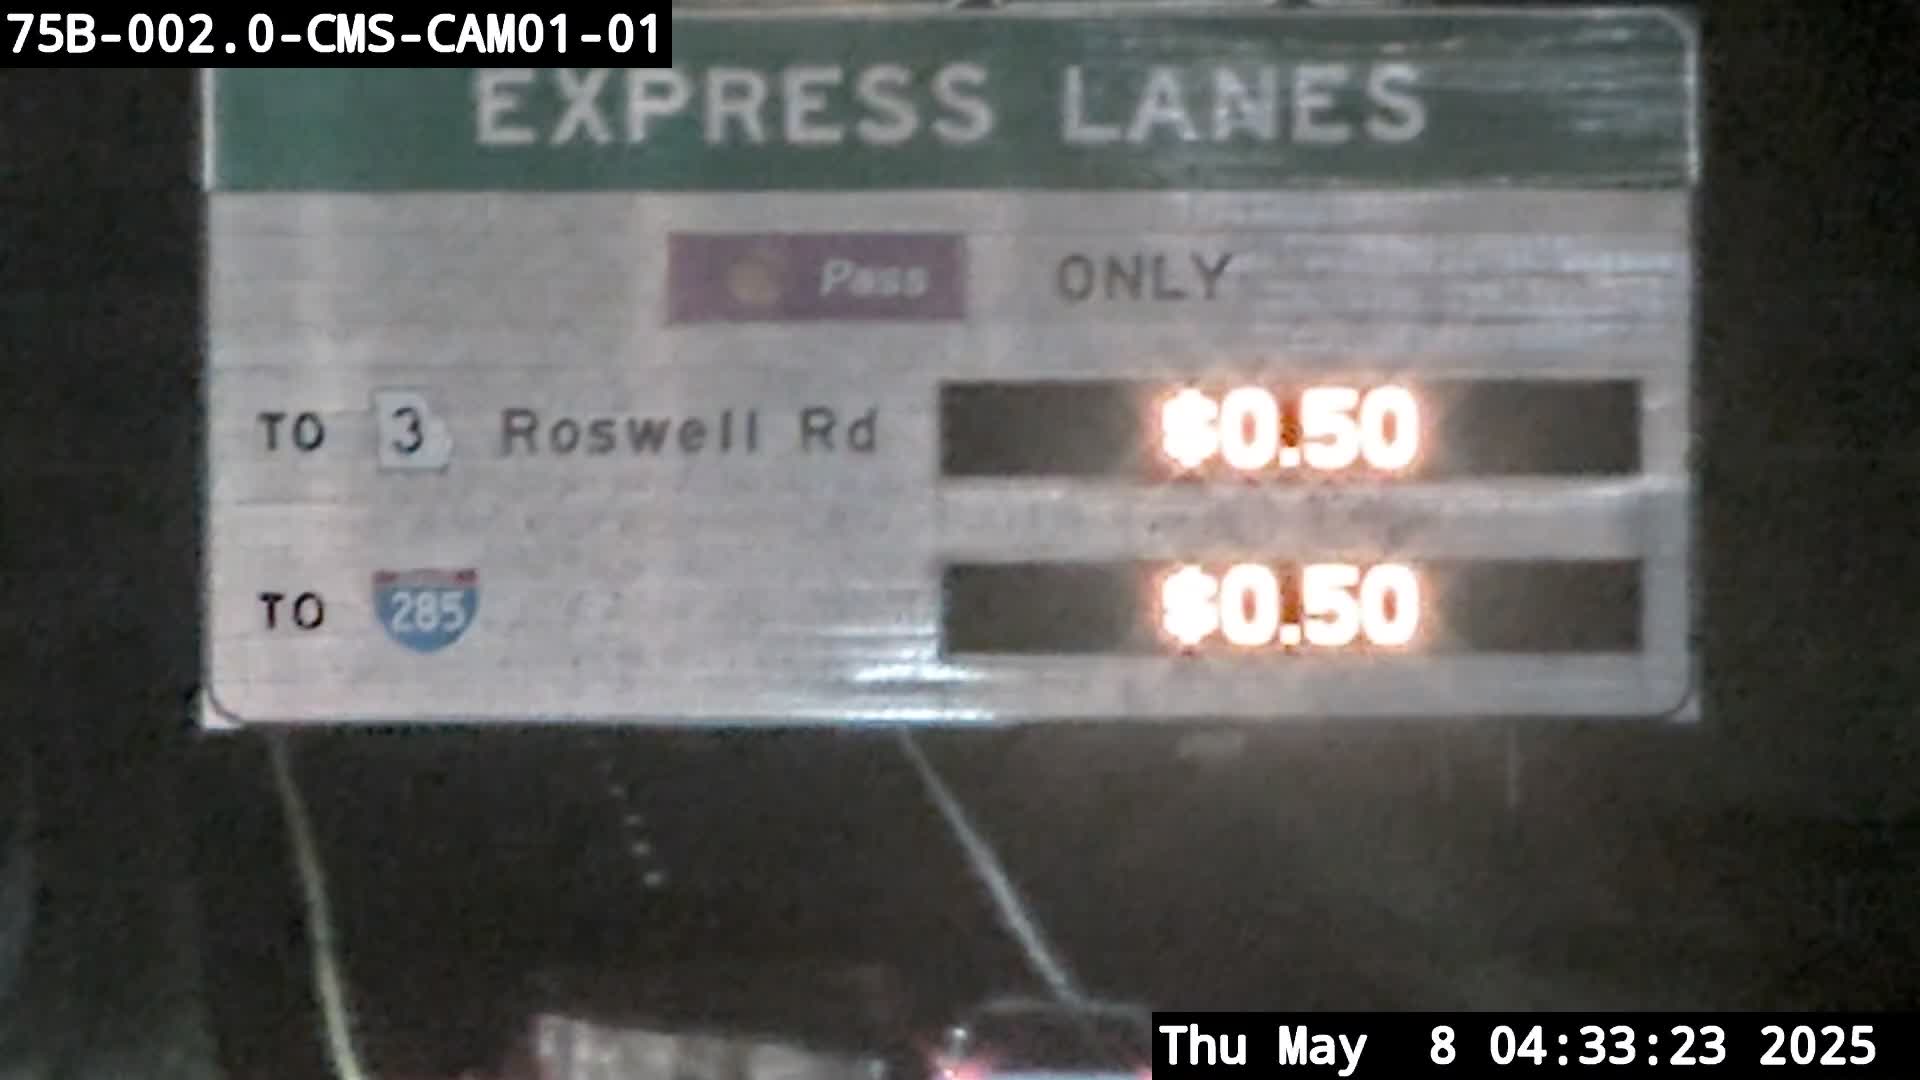 75B-002.0-CMS-CAM01-01
EXPRESS LANES
Pass ONLY
TO 3 Roswell Rd $0.50
TO 285 $0.50
Thu May 8 04:33:23 2025